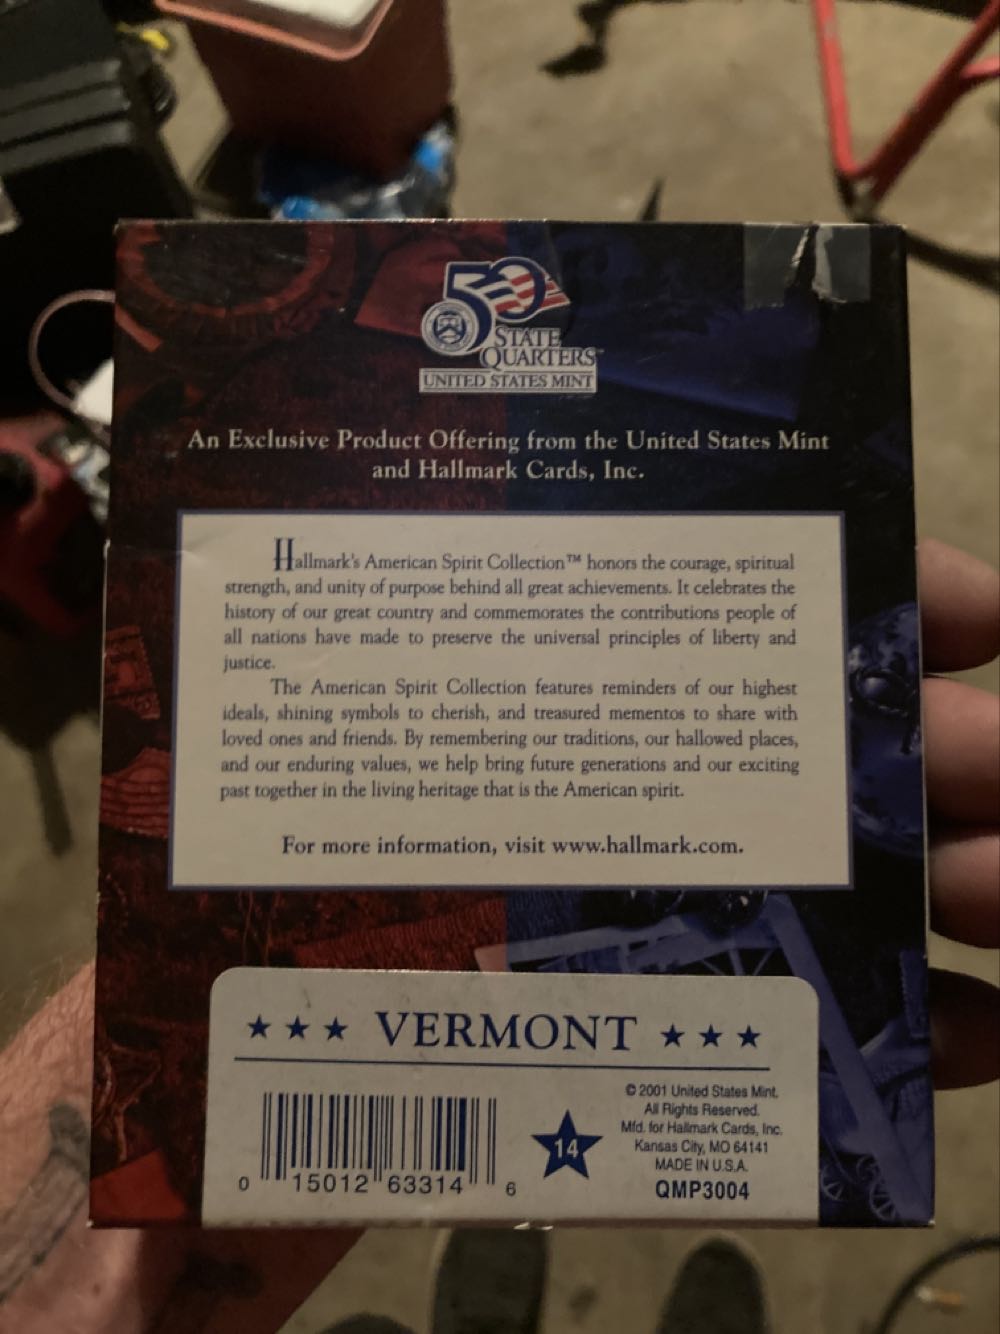 50
STATE
QUARTERS
UNITED STATES MINT
An Exclusive Product Offering from the United States Mint
and Hallmark Cards, Inc.
Hallmark's American Spirit Collection™ honors the courage, spiritual
strength, and unity of purpose behind all great achievements. It celebrates the
history of our great country and commemorates the contributions people of
all nations have made to preserve the universal principles of liberty and
justice.
The American Spirit Collection features reminders of our highest
ideals, shining symbols to cherish, and treasured mementos to share with
loved ones and friends. By remembering our traditions, our hallowed places,
and our enduring values, we help bring future generations and our exciting
past together in the living heritage that is the American spirit.
For more information, visit www.hallmark.com.
★ ★ ★ VERMONT ★ ★ ★
© 2001 United States Mint.
All Rights Reserved.
Mfd. for Hallmark Cards, Inc.
Kansas City, MO 64141
MADE IN U.S.A.
QMP3004
14
0 15012 63314 6